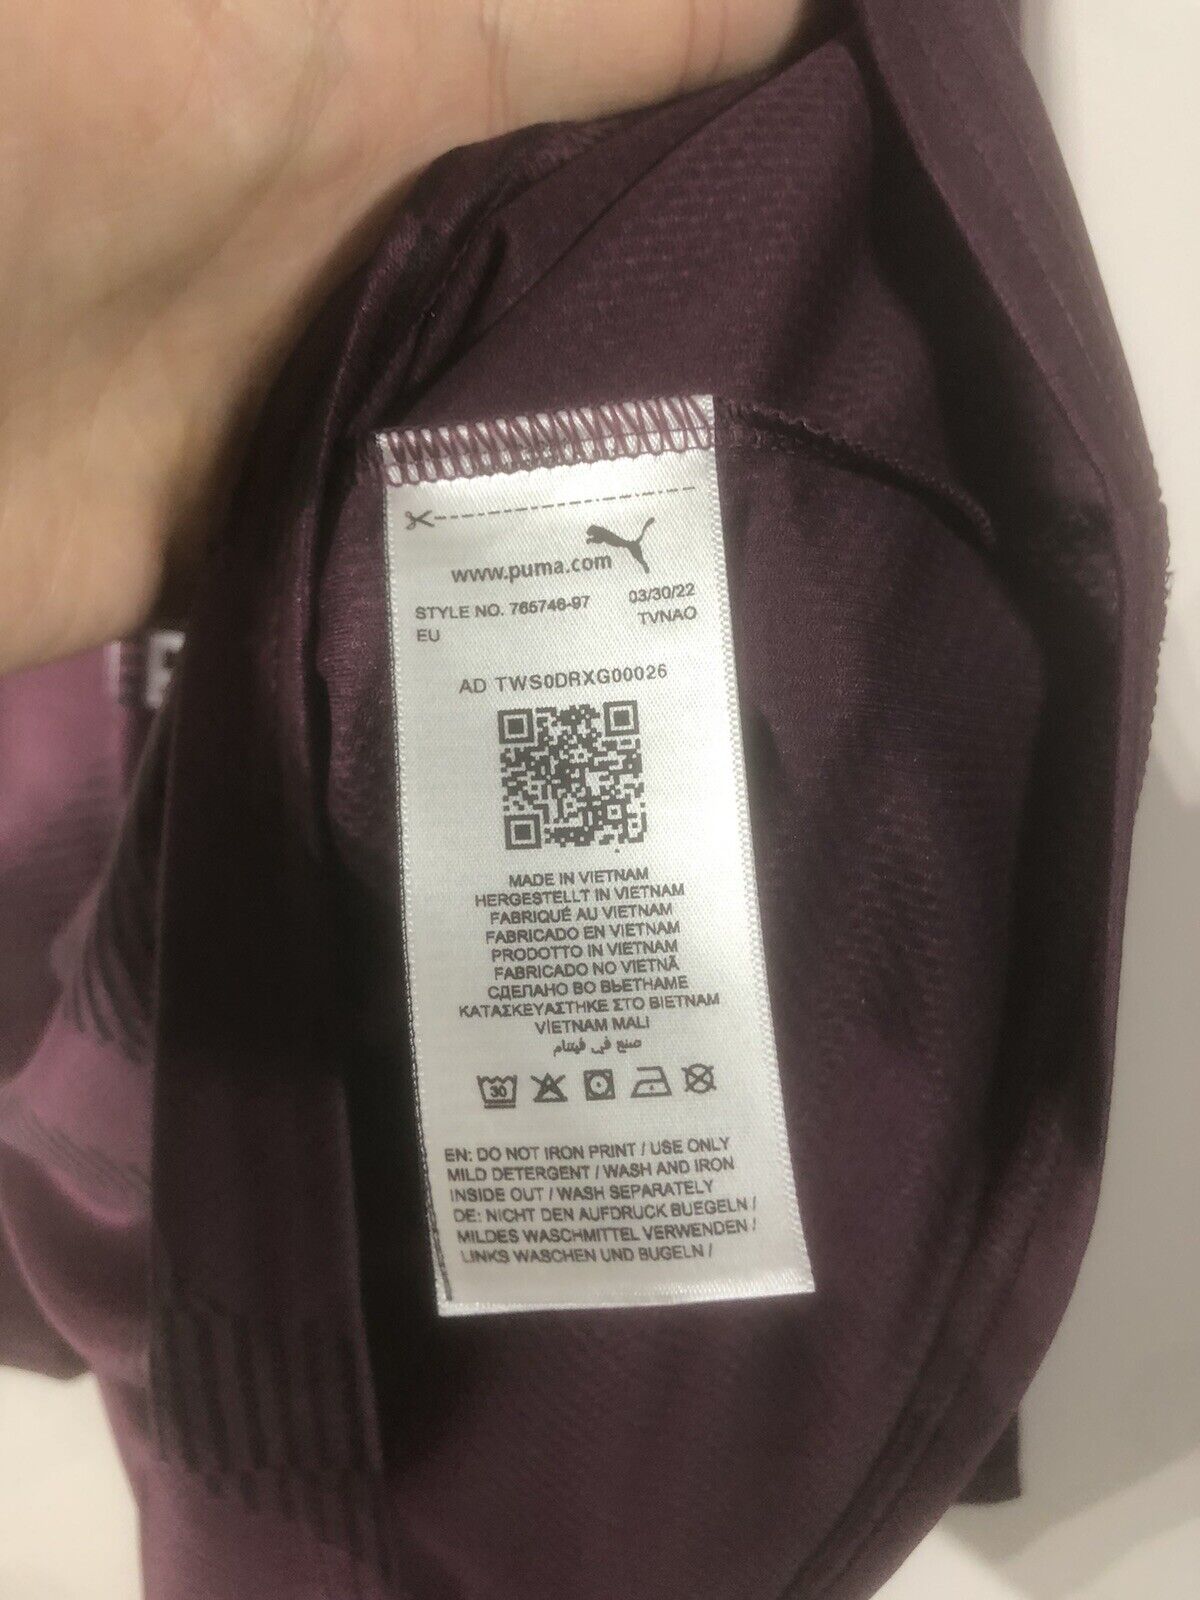 www.puma.com
STYLE NO. 765746-97 03/30/22
EU TVNAO
AD TWS0DRXG00026
MADE IN VIETNAM
HERGESTELLT IN VIETNAM
FABRIQUÉ AU VIETNAM
FABRICADO EN VIETNAM
PRODOTTO IN VIETNAM
FABRICADO NO VIETNÃ
СДЕЛАНО ВО ВЬЕТНАМЕ
ΚΑΤΑΣΚΕΥΑΣΤΗΚΕ ΣΤΟ ΒΙΕΤΝΑΜ
VİETNAM MALI
صنع في فيتنام
30
EN: DO NOT IRON PRINT / USE ONLY
MILD DETERGENT / WASH AND IRON
INSIDE OUT / WASH SEPARATELY
DE: NICHT DEN AUFDRUCK BUEGELN /
MILDES WASCHMITTEL VERWENDEN /
LINKS WASCHEN UND BUGELN /